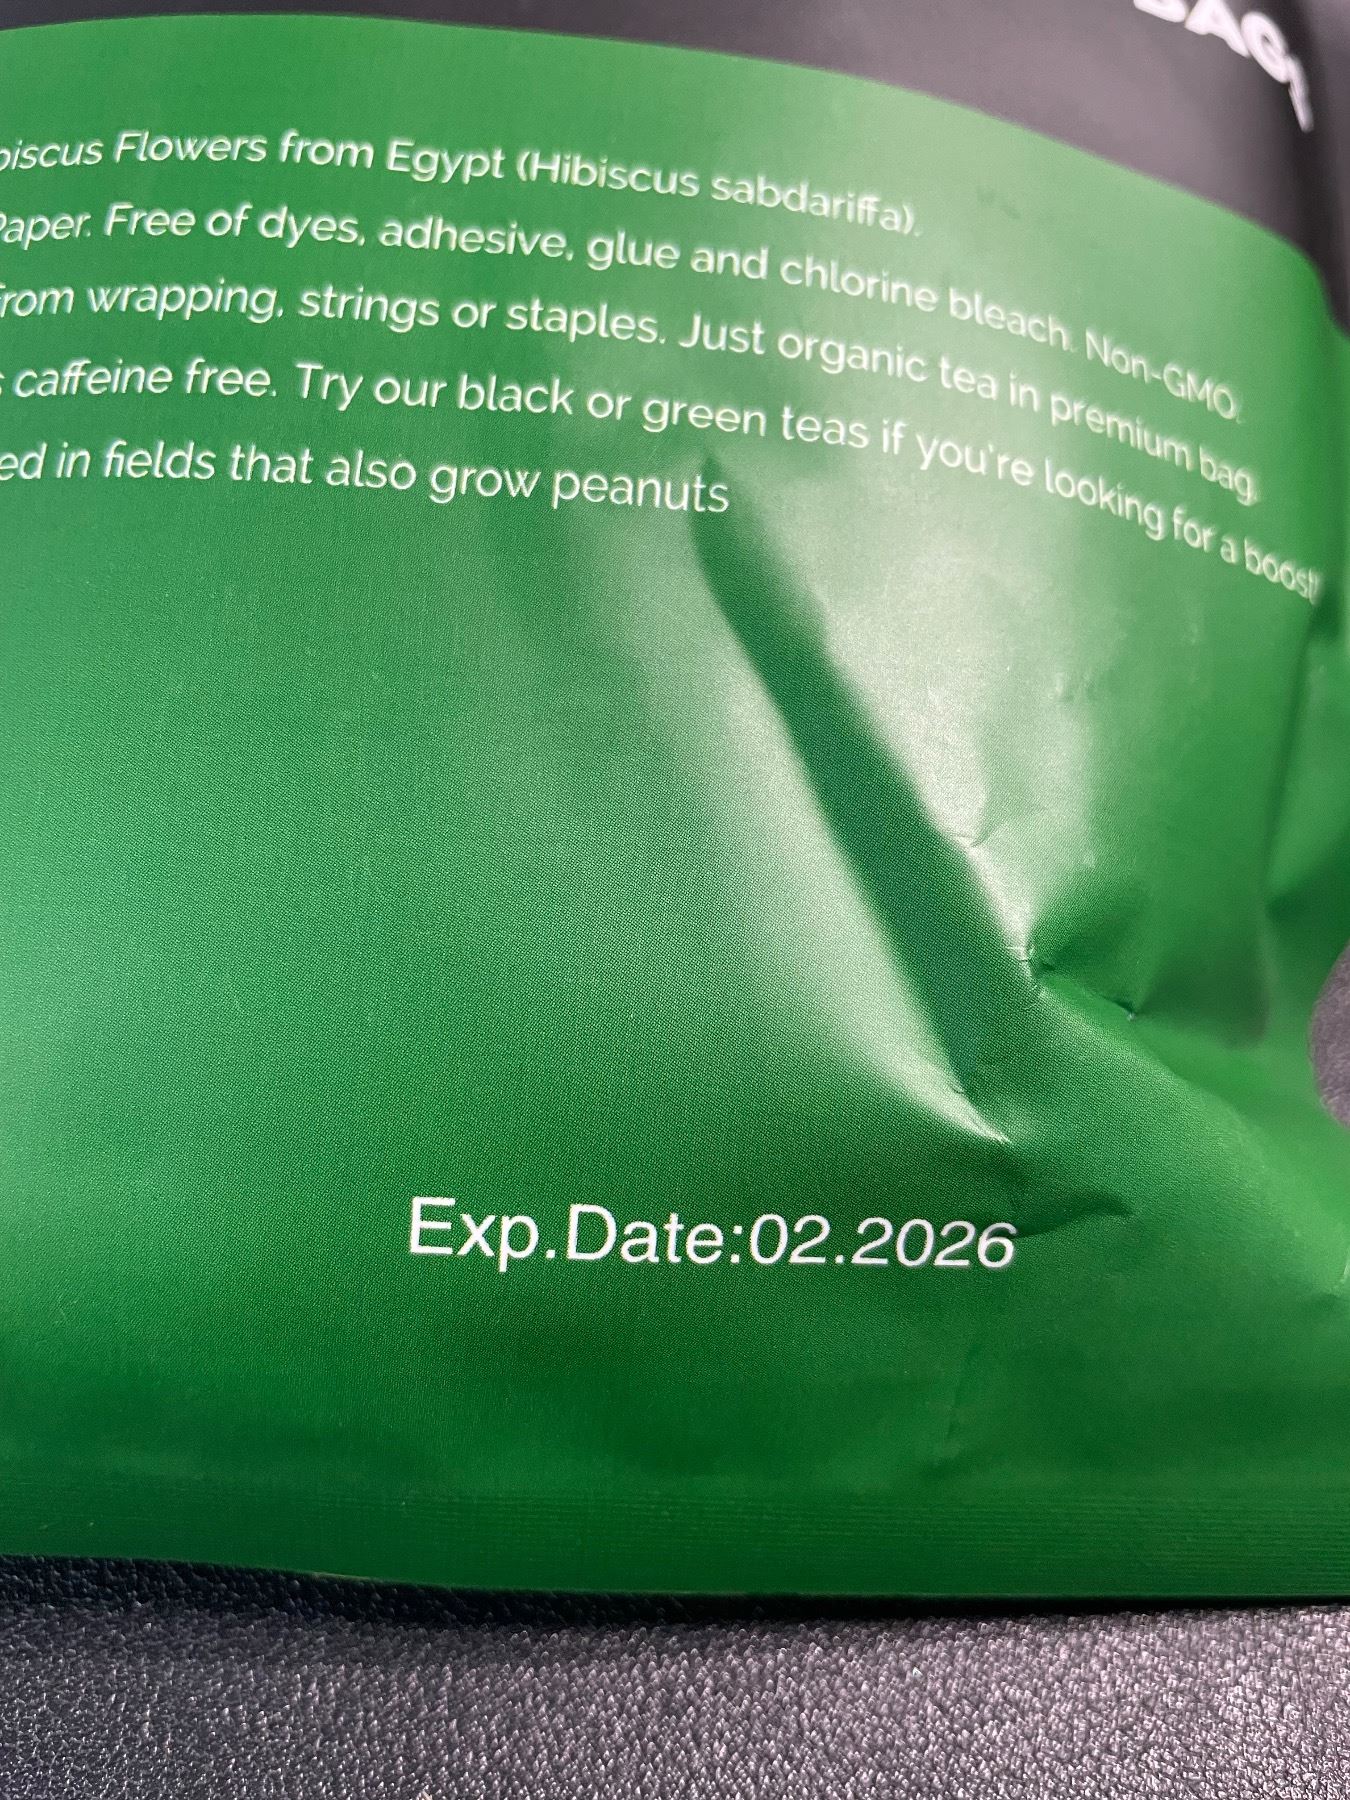 BAGS
biscus Flowers from Egypt (Hibiscus sabdariffa).
Paper. Free of dyes, adhesive, glue and chlorine bleach. Non-GMO.
from wrapping, strings or staples. Just organic tea in premium bag.
s caffeine free. Try our black or green teas if you're looking for a boost!
ed in fields that also grow peanuts
Exp.Date:02.2026